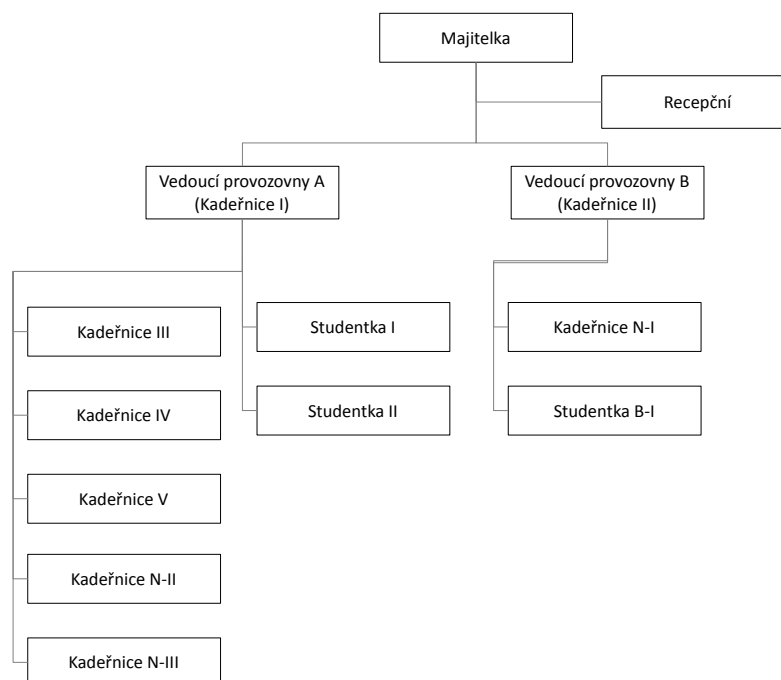 Majitelka
Recepční
Vedoucí provozovny A
(Kadeřnice I)
Vedoucí provozovny B
(Kadeřnice II)
Kadeřnice III
Studentka I
Kadeřnice N-I
Kadeřnice IV
Studentka II
Studentka B-I
Kadeřnice V
Kadeřnice N-II
Kadeřnice N-III